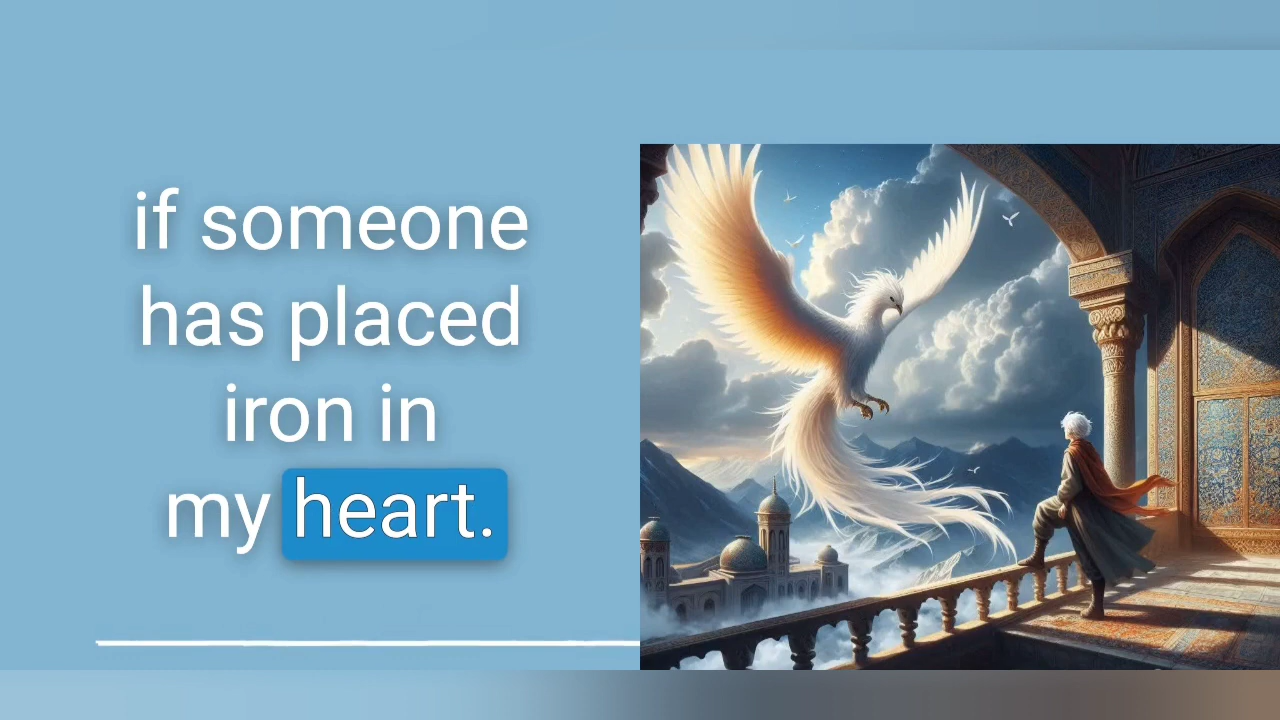 if someone
has placed
iron in
my heart.